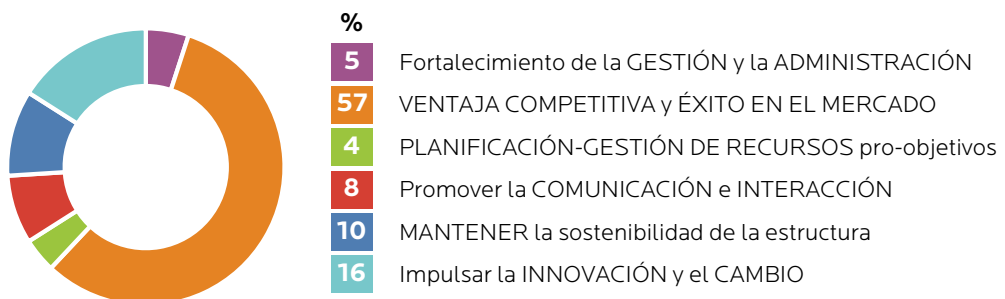 %
5 Fortalecimiento de la GESTIÓN y la ADMINISTRACIÓN
57 VENTAJA COMPETITIVA y ÉXITO EN EL MERCADO
4 PLANIFICACIÓN-GESTIÓN DE RECURSOS pro-objetivos
8 Promover la COMUNICACIÓN e INTERACCIÓN
10 MANTENER la sostenibilidad de la estructura
16 Impulsar la INNOVACIÓN y el CAMBIO